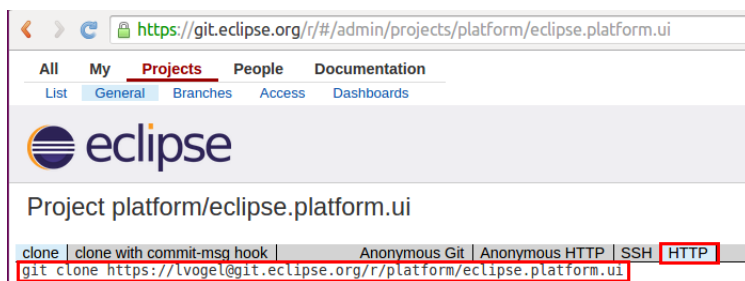 https://git.eclipse.org/r/#/admin/projects/platform/eclipse.platform.ui
All My Projects People Documentation
List General Branches Access Dashboards
eclipse
Project platform/eclipse.platform.ui
clone clone with commit-msg hook Anonymous Git Anonymous HTTP SSH HTTP
git clone https://lvogel@git.eclipse.org/r/platform/eclipse.platform.ui